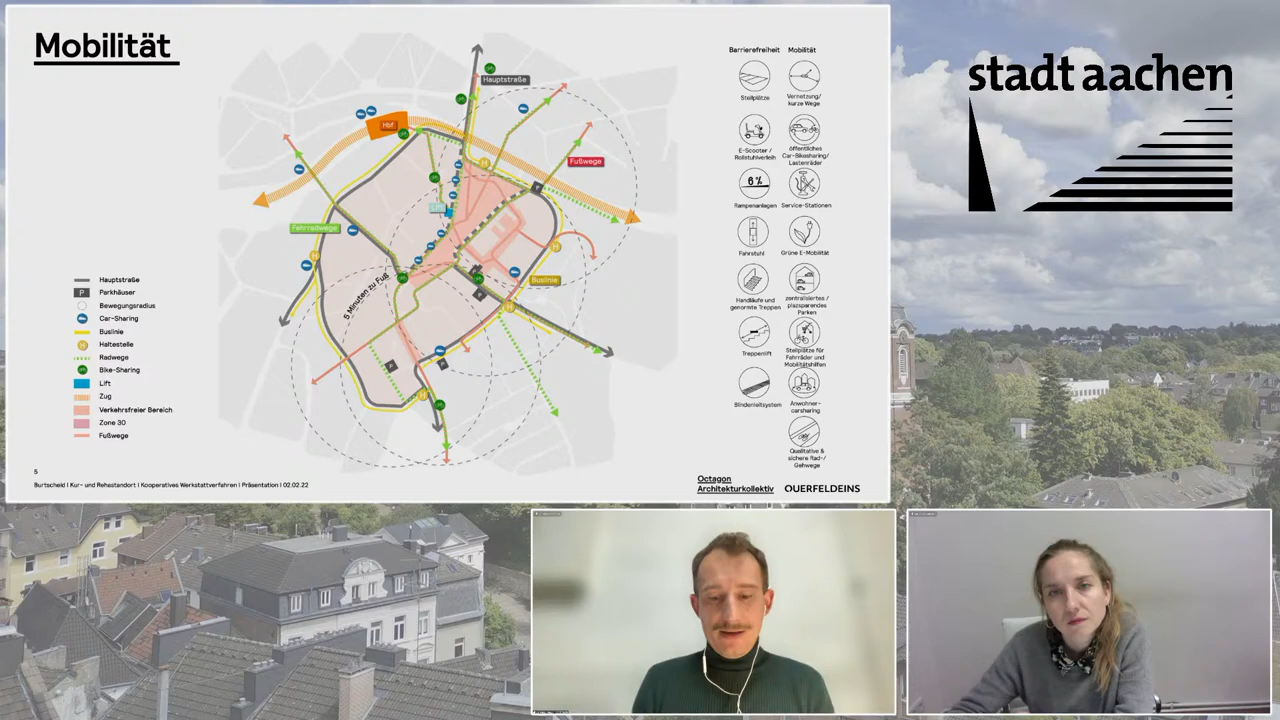 Mobilität
Hauptstraße
Hbf
Fußwege
Lift
Fahrradwege
5 Minuten zu Fuß
Buslinie
H
H
H
H
H
P
P
P
P
P
Hauptstraße
P
Parkhäuser
Bewegungsradius
Car-Sharing
Buslinie
H
Haltestelle
Radwege
Bike-Sharing
Lift
Zug
Verkehrsfreier Bereich
Zone 30
Fußwege
Barrierefreiheit
Stellplätze
E-Scooter /
Rollstuhlverleih
6 %
Rampenanlagen
Fahrstuhl
Handläufe und
genormte Treppen
Treppenlift
Blindenleitsystem
Mobilität
Vernetzung/
kurze Wege
öffentliches
Car-Bikesharing/
Lastenräder
Service-Stationen
Grüne E-Mobilität
zentralisiertes /
platzsparendes
Parken
Stellplätze für
Fahrräder und
Mobilitätshilfen
Anwohner-
carsharing
Qualitative &
sichere Rad-/
Gehwege
5
Burtscheid I Kur- und Rehastandort I Kooperatives Werkstattverfahren I Präsentation I 02.02.22
Octagon
Architekturkollektiv
QUERFELDEINS
stadt aachen